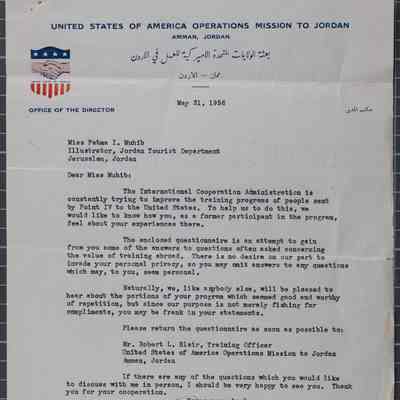 UNITED STATES OF AMERICA OPERATIONS MISSION TO JORDAN
AMMAN, JORDAN
بعثة الولايات المتحدة الاميركية للعمل في الاردن
عمان — الاردن
OFFICE OF THE DIRECTOR
مكتب المدير
May 31, 1956
Miss Fatma I. Muhib
Illustrator, Jordan Tourist Department
Jerusalem, Jordan
Dear Miss Muhib:
The International Cooperation Administration is
constantly trying to improve the training programs of people sent
by Point IV to the United States. To help us to do this, we
would like to know how you, as a former participant in the program,
feel about your experiences there.
The enclosed questionnaire is an attempt to gain
from you some of the answers to questions often asked concerning
the value of training abroad. There is no desire on our part to
invade your personal privacy, so you may omit answers to any questions
which may, to you, seem personal.
Naturally, we, like anybody else, will be pleased to
hear about the portions of your program which seemed good and worthy
of repetition, but since our purpose is not merely fishing for
compliments, you may be frank in your statements.
Please return the questionnaire as soon as possible to:
Mr. Robert L. Blair, Training Officer
United States of America Operations Mission to Jordan
Amman, Jordan
If there are any of the questions which you would like
to discuss with me in person, I should be very happy to see you. Thank
you for your cooperation.